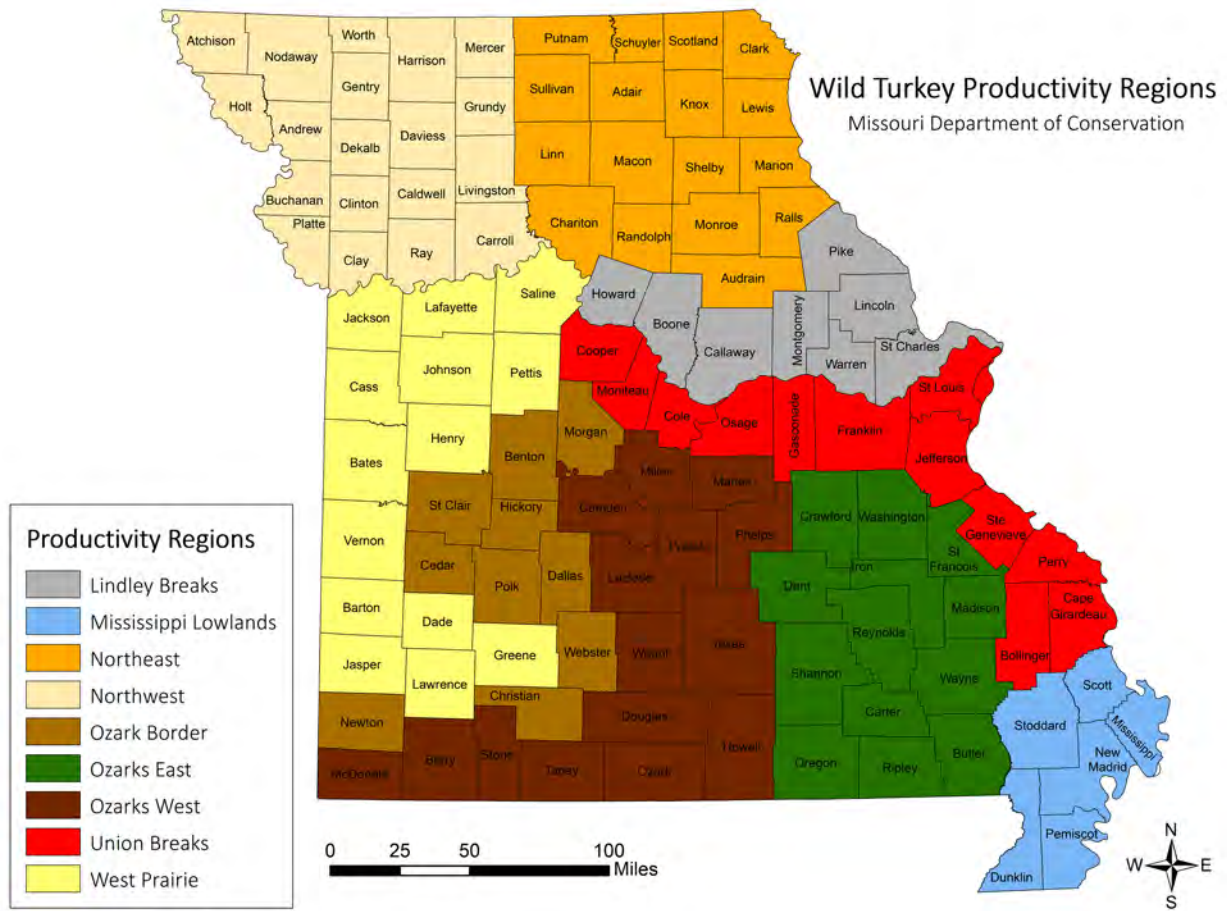 Wild Turkey Productivity Regions
Missouri Department of Conservation
Atchison
Nodaway
Worth
Harrison
Mercer
Putnam
Schuyler
Scotland
Clark
Holt
Gentry
Grundy
Sullivan
Adair
Knox
Lewis
Andrew
Dekalb
Daviess
Livingston
Linn
Macon
Shelby
Marion
Buchanan
Clinton
Caldwell
Platte
Clay
Ray
Carroll
Chariton
Randolph
Monroe
Ralls
Audrain
Pike
Jackson
Lafayette
Saline
Howard
Boone
Callaway
Montgomery
Lincoln
Warren
St Charles
Cass
Johnson
Pettis
Cooper
Moniteau
Cole
Osage
Gasconade
Franklin
St Louis
Jefferson
Bates
Henry
Benton
Morgan
Miller
Maries
Camden
St Clair
Hickory
Pulaski
Phelps
Crawford
Washington
Ste
Genevieve
St
Francois
Perry
Vernon
Cedar
Polk
Dallas
Laclede
Dent
Iron
Madison
Cape
Girardeau
Bollinger
Barton
Dade
Greene
Webster
Wright
Texas
Reynolds
Shannon
Wayne
Jasper
Lawrence
Christian
Newton
Douglas
Howell
Carter
Butler
Stoddard
Scott
Mississippi
New
Madrid
McDonald
Barry
Stone
Taney
Ozark
Oregon
Ripley
Pemiscot
Dunklin
Productivity Regions
Lindley Breaks
Mississippi Lowlands
Northeast
Northwest
Ozark Border
Ozarks East
Ozarks West
Union Breaks
West Prairie
0 25 50 100
Miles
N
W E
S